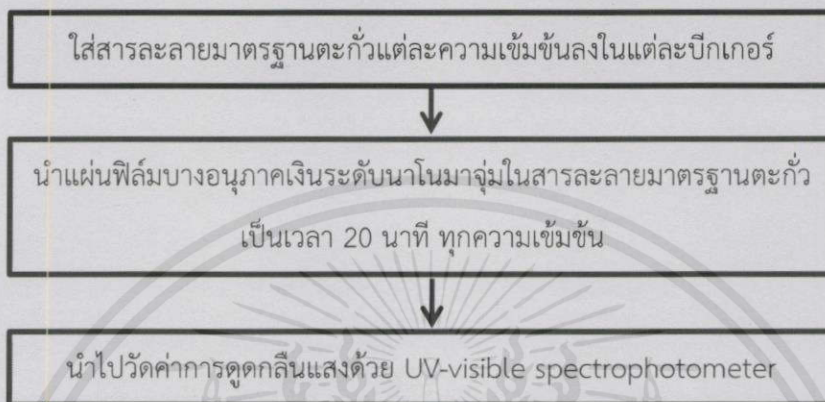 ใส่สารละลายมาตรฐานตะกั่วแต่ละความเข้มข้นลงในแต่ละบีกเกอร์
นำแผ่นฟิล์มบางอนุภาคเงินระดับนาโนมาจุ่มในสารละลายมาตรฐานตะกั่ว
เป็นเวลา 20 นาที ทุกความเข้มข้น
นำไปวัดค่าการดูดกลืนแสงด้วย UV-visible spectrophotometer